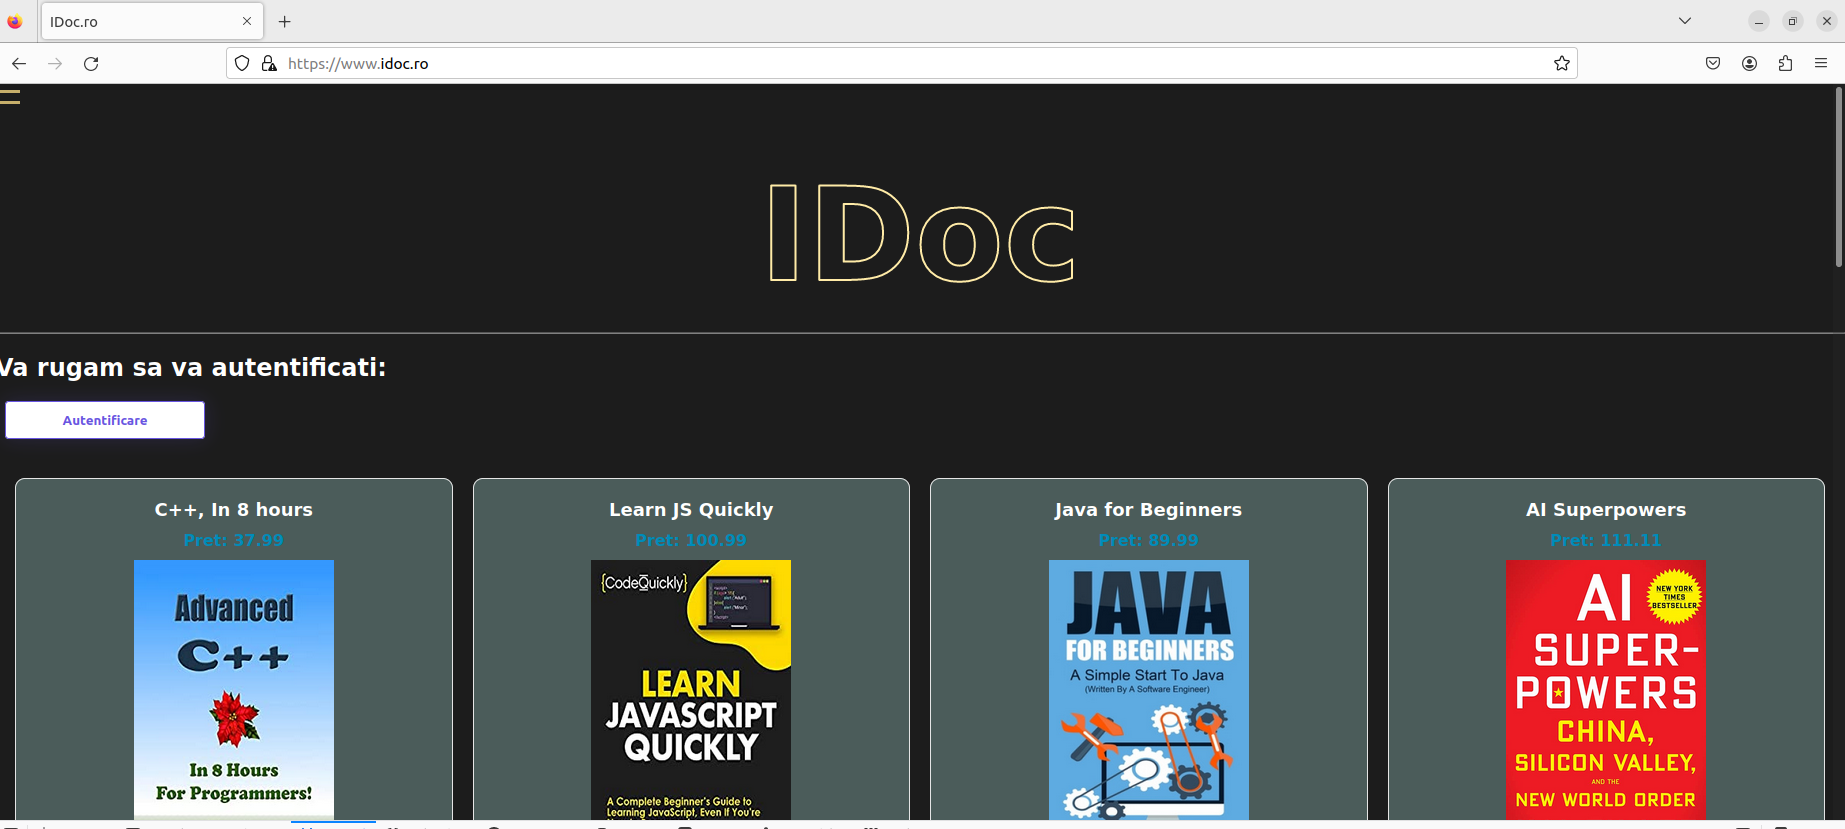 IDoc.ro
https://www.idoc.ro
IDoc
Va rugam sa va autentificati:
Autentificare
C++, In 8 hours
Pret: 37.99
Advanced
C++
In 8 Hours
For Programmers!
Learn JS Quickly
Pret: 100.99
{CodeQuickly}
LEARN
JAVASCRIPT
QUICKLY
A Complete Beginner's Guide to
Learning JavaScript, Even If You're
Java for Beginners
Pret: 89.99
JAVA
FOR BEGINNERS
A Simple Start To Java
(Written By A Software Engineer)
AI Superpowers
Pret: 111.11
AI
NEW YORK
TIMES
BESTSELLER
SUPER-
POWERS
CHINA,
SILICON VALLEY,
AND THE
NEW WORLD ORDER